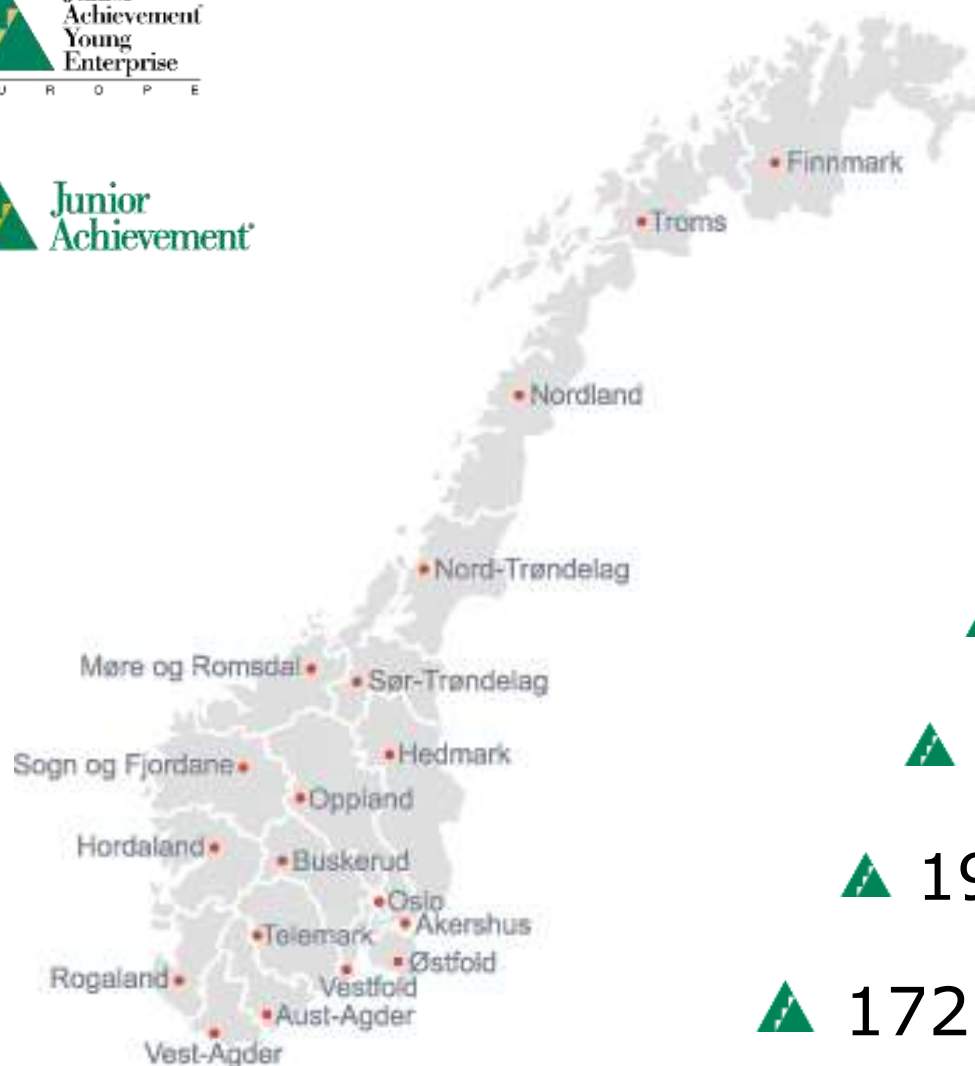 Achievement
Young
Enterprise
U R O P E
Junior
Achievement
Finnmark
Troms
Nordland
Nord-Trøndelag
Møre og Romsdal
Sør-Trøndelag
Hedmark
Sogn og Fjordane
Oppland
Hordaland
Buskerud
Oslo
19
Akershus
Telemark
Østfold
Rogaland
Vestfold
172
Aust-Agder
Vest-Agder